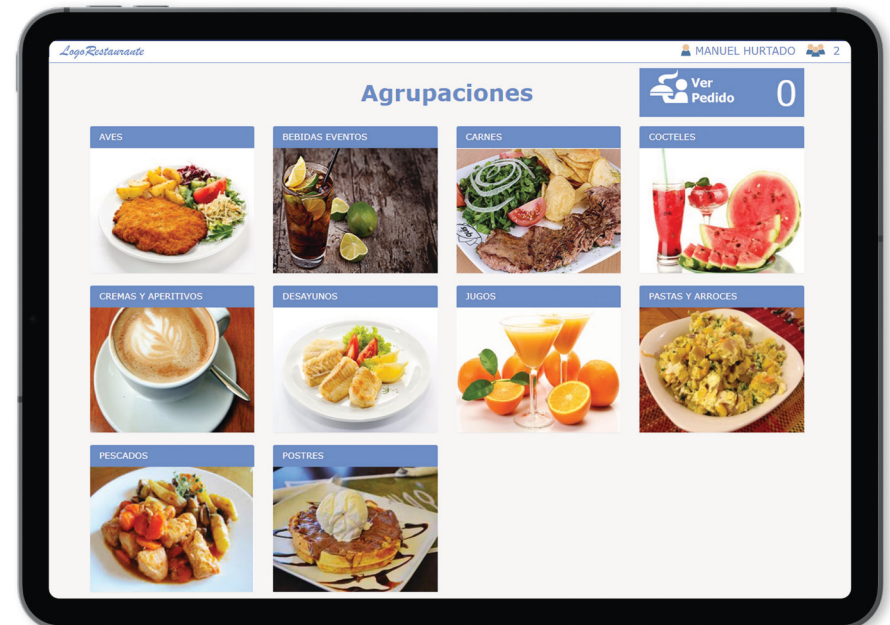 LogoRestaurante
MANUEL HURTADO
2
Agrupaciones
Ver
Pedido
0
AVES
BEBIDAS EVENTOS
CARNES
COCTELES
CREMAS Y APERITIVOS
DESAYUNOS
JUGOS
PASTAS Y ARROCES
PESCADOS
POSTRES